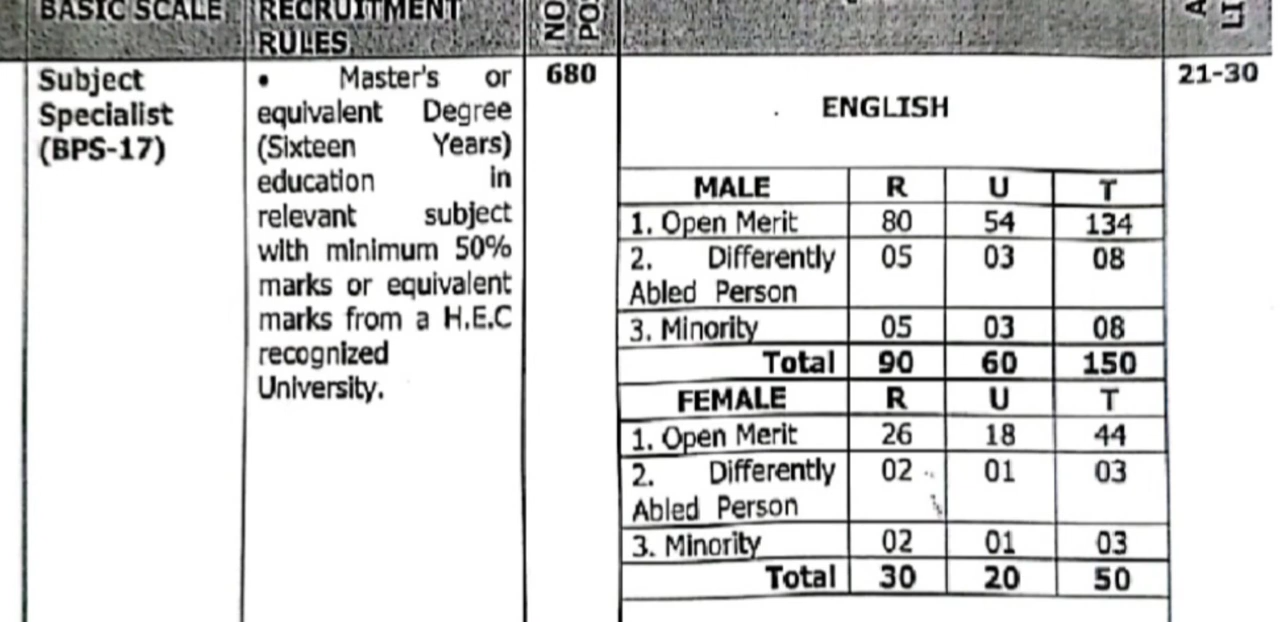 BASIC SCALE
RECRUITMENT
RULES
NO
PO
A
LI
Subject
Specialist
(BPS-17)
• Master's or
equivalent Degree
(Sixteen Years)
education in
relevant subject
with minimum 50%
marks or equivalent
marks from a H.E.C
recognized
University.
680
ENGLISH
MALE R U T
1. Open Merit 80 54 134
2. Differently 05 03 08
Abled Person
3. Minority 05 03 08
Total 90 60 150
FEMALE R U T
1. Open Merit 26 18 44
2. Differently 02 01 03
Abled Person
3. Minority 02 01 03
Total 30 20 50
21-30